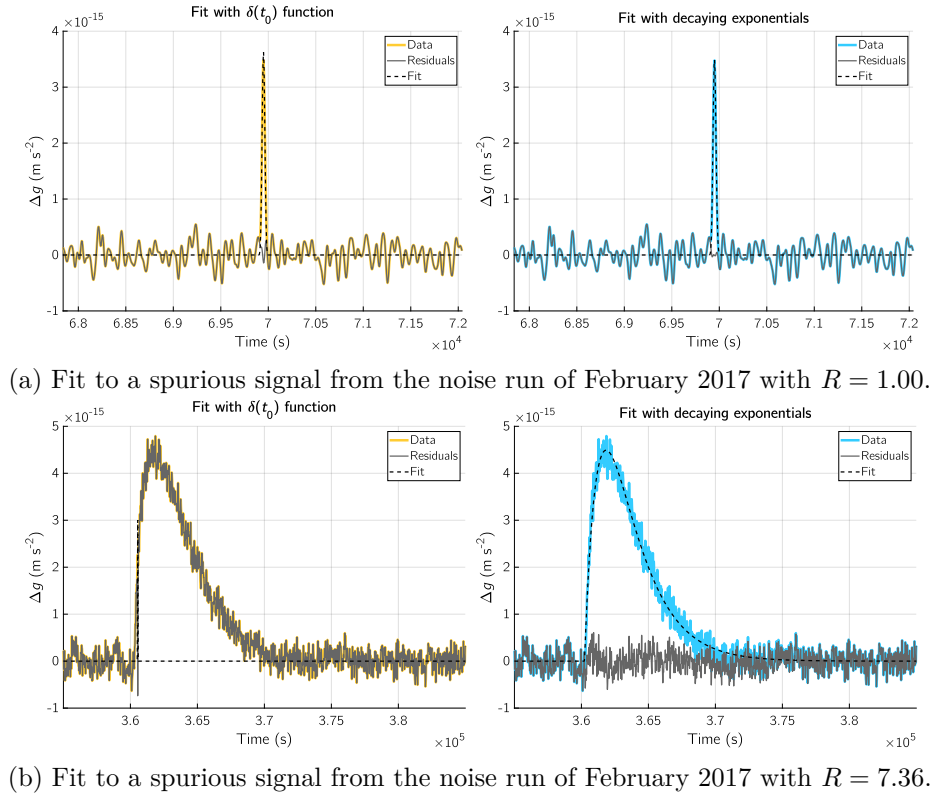 Fit with δ(t₀) function
×10⁻¹⁵
Δg (m s⁻²)
4
3
2
1
0
-1
Data
Residuals
Fit
6.8 6.85 6.9 6.95 7 7.05 7.1 7.15 7.2
Time (s)
×10⁴
Fit with decaying exponentials
×10⁻¹⁵
Δg (m s⁻²)
4
3
2
1
0
-1
Data
Residuals
Fit
6.8 6.85 6.9 6.95 7 7.05 7.1 7.15 7.2
Time (s)
×10⁴
(a) Fit to a spurious signal from the noise run of February 2017 with R = 1.00.
Fit with δ(t₀) function
×10⁻¹⁵
Δg (m s⁻²)
5
4
3
2
1
0
-1
Data
Residuals
Fit
3.6 3.65 3.7 3.75 3.8
Time (s)
×10⁵
Fit with decaying exponentials
×10⁻¹⁵
Δg (m s⁻²)
5
4
3
2
1
0
-1
Data
Residuals
Fit
3.6 3.65 3.7 3.75 3.8
Time (s)
×10⁵
(b) Fit to a spurious signal from the noise run of February 2017 with R = 7.36.